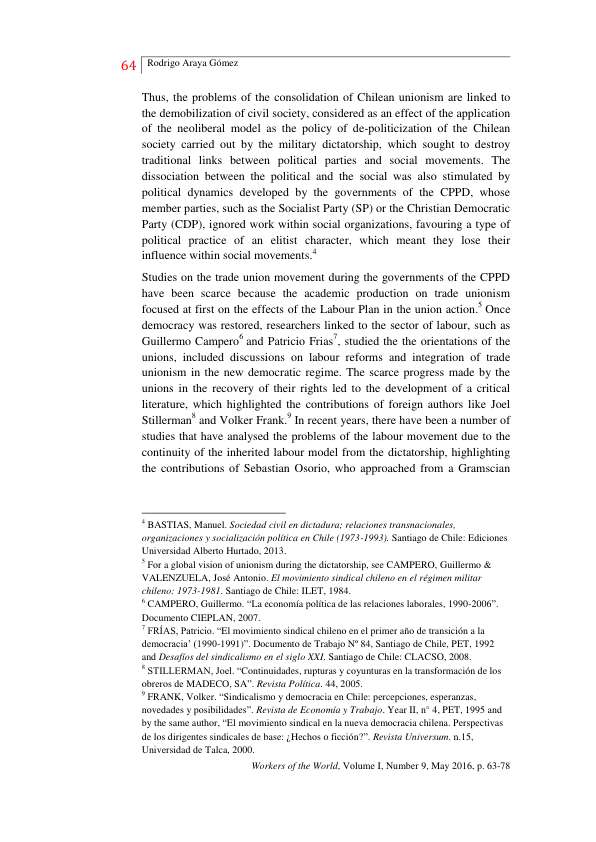 64
Rodrigo Araya Gómez
Thus, the problems of the consolidation of Chilean unionism are linked to
the demobilization of civil society, considered as an effect of the application
of the neoliberal model as the policy of de-politicization of the Chilean
society carried out by the military dictatorship, which sought to destroy
traditional links between political parties and social movements. The
dissociation between the political and the social was also stimulated by
political dynamics developed by the governments of the CPPD, whose
member parties, such as the Socialist Party (SP) or the Christian Democratic
Party (CDP), ignored work within social organizations, favouring a type of
political practice of an elitist character, which meant they lose their
influence within social movements.4
Studies on the trade union movement during the governments of the CPPD
have been scarce because the academic production on trade unionism
focused at first on the effects of the Labour Plan in the union action.5 Once
democracy was restored, researchers linked to the sector of labour, such as
Guillermo Campero6 and Patricio Frias7, studied the the orientations of the
unions, included discussions on labour reforms and integration of trade
unionism in the new democratic regime. The scarce progress made by the
unions in the recovery of their rights led to the development of a critical
literature, which highlighted the contributions of foreign authors like Joel
Stillerman8 and Volker Frank.9 In recent years, there have been a number of
studies that have analysed the problems of the labour movement due to the
continuity of the inherited labour model from the dictatorship, highlighting
the contributions of Sebastian Osorio, who approached from a Gramscian
4 BASTIAS, Manuel. Sociedad civil en dictadura; relaciones transnacionales,
organizaciones y socialización política en Chile (1973-1993). Santiago de Chile: Ediciones
Universidad Alberto Hurtado, 2013.
5 For a global vision of unionism during the dictatorship, see CAMPERO, Guillermo &
VALENZUELA, José Antonio. El movimiento sindical chileno en el régimen militar
chileno: 1973-1981. Santiago de Chile: ILET, 1984.
6 CAMPERO, Guillermo. “La economía política de las relaciones laborales, 1990-2006”.
Documento CIEPLAN, 2007.
7 FRÍAS, Patricio. “El movimiento sindical chileno en el primer año de transición a la
democracia’ (1990-1991)”. Documento de Trabajo Nº 84, Santiago de Chile, PET, 1992
and Desafíos del sindicalismo en el siglo XXI. Santiago de Chile: CLACSO, 2008.
8 STILLERMAN, Joel. “Continuidades, rupturas y coyunturas en la transformación de los
obreros de MADECO, SA”. Revista Política. 44, 2005.
9 FRANK, Volker. “Sindicalismo y democracia en Chile: percepciones, esperanzas,
novedades y posibilidades”. Revista de Economía y Trabajo. Year II, n° 4, PET, 1995 and
by the same author, “El movimiento sindical en la nueva democracia chilena. Perspectivas
de los dirigentes sindicales de base: ¿Hechos o ficción?”. Revista Universum. n.15,
Universidad de Talca, 2000.
Workers of the World, Volume I, Number 9, May 2016, p. 63-78